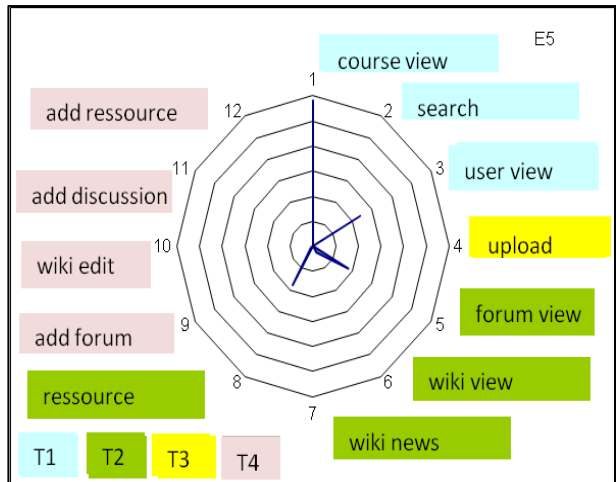 E5
course view
1
12
2
add ressource
search
11
3
user view
add discussion
10
4
upload
wiki edit
9
5
forum view
add forum
8
6
wiki view
ressource
7
wiki news
T1
T2
T3
T4